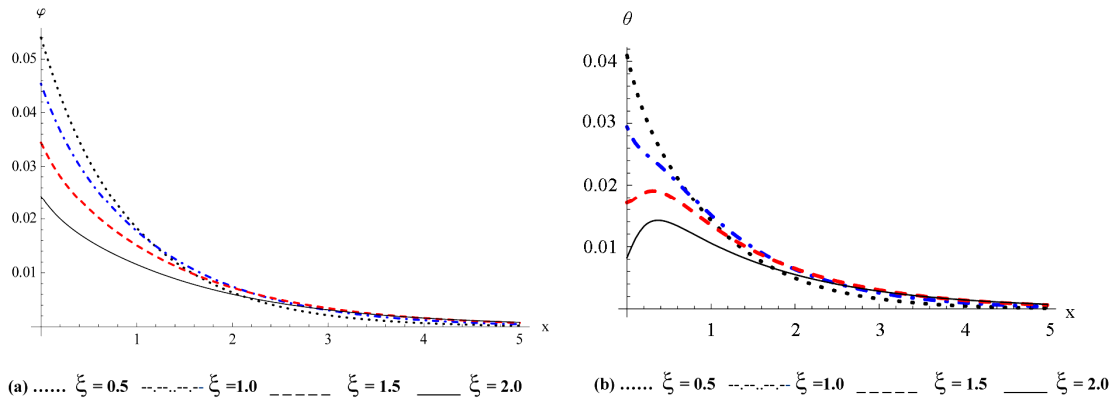 φ
0.05
0.04
0.03
0.02
0.01
1 2 3 4 5 x
(a) ...... ξ = 0.5 --.--..--.-- ξ =1.0 _ _ _ _ _ ξ = 1.5 ____ ξ = 2.0
θ
0.04
0.03
0.02
0.01
1 2 3 4 5 x
(b) ...... ξ = 0.5 --.--..--.-- ξ =1.0 _ _ _ _ _ ξ = 1.5 ____ ξ = 2.0